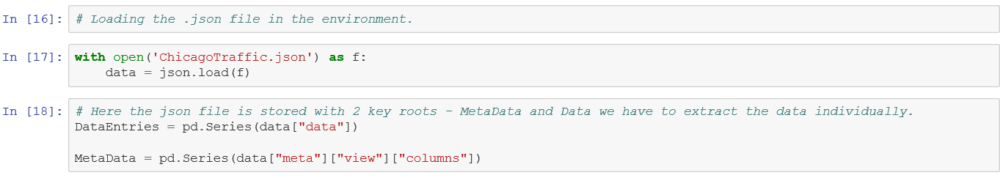 In [16]: # Loading the .json file in the environment.
In [17]: with open('ChicagoTraffic.json') as f:
    data = json.load(f)
In [18]: # Here the json file is stored with 2 key roots - MetaData and Data we have to extract the data individually.
DataEntries = pd.Series(data["data"])
MetaData = pd.Series(data["meta"]["view"]["columns"])